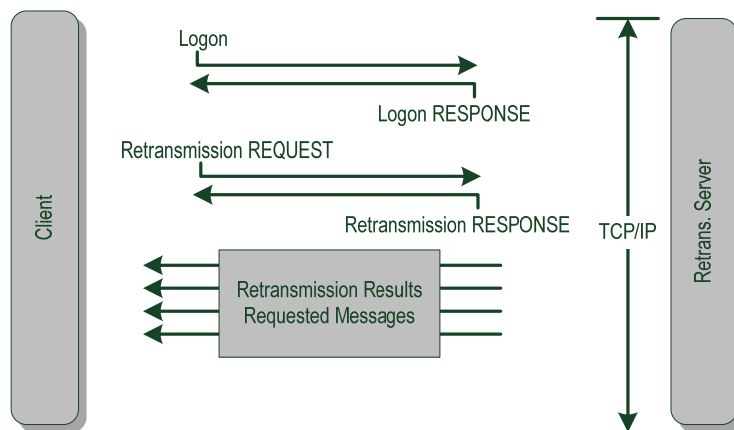 Client
Logon
Logon RESPONSE
Retransmission REQUEST
Retransmission RESPONSE
Retransmission Results
Requested Messages
TCP/IP
Retrans. Server